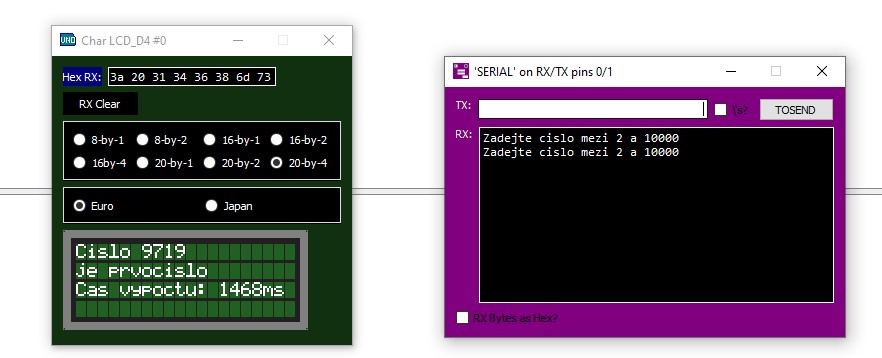 Char LCD_D4 #0
Hex RX: 3a 20 31 34 36 38 6d 73
RX Clear
8-by-1 8-by-2 16-by-1 16-by-2
16by-4 20-by-1 20-by-2 20-by-4
Euro Japan
Cislo 9719
je prvocislo
Cas vypoctu: 1468ms
'SERIAL' on RX/TX pins 0/1
TX: \'s? TOSEND
RX: Zadejte cislo mezi 2 a 10000
Zadejte cislo mezi 2 a 10000
RX Bytes as Hex?